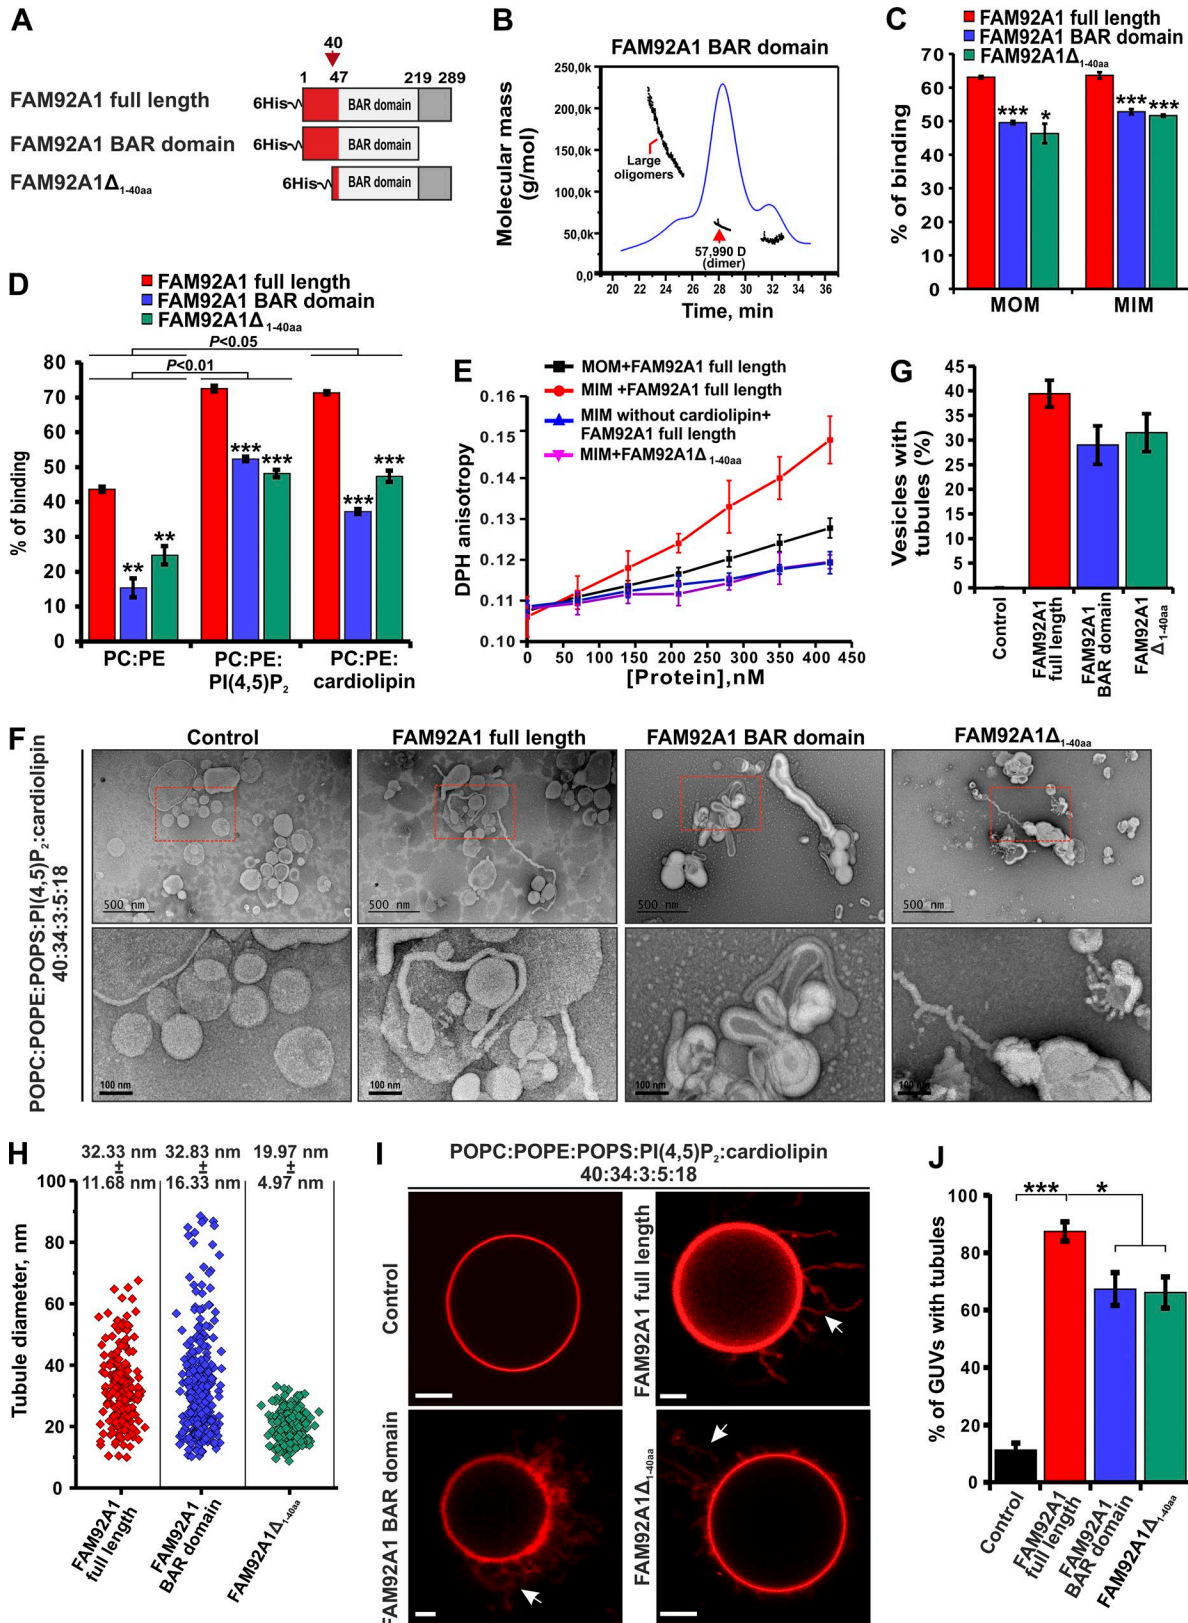 A
40
1 47 219 289
FAM92A1 full length
6His
BAR domain
FAM92A1 BAR domain
6His
BAR domain
FAM92A1Δ1-40aa
6His
BAR domain
B
FAM92A1 BAR domain
Molecular mass
(g/mol)
250,0k
200,0k
150,0k
100,0k
50,0k
0,0
Large
oligomers
57,990 D
(dimer)
20 22 24 26 28 30 32 34 36
Time, min
C
FAM92A1 full length
FAM92A1 BAR domain
FAM92A1Δ1-40aa
% of binding
70
60
50
40
30
20
10
0
*** *
*** ***
MOM MIM
D
FAM92A1 full length
FAM92A1 BAR domain
FAM92A1Δ1-40aa
P<0.05
P<0.01
% of binding
80
70
60
50
40
30
20
10
0
** **
*** ***
*** ***
PC:PE
PC:PE:
PI(4,5)P2
PC:PE:
cardiolipin
E
MOM+FAM92A1 full length
MIM +FAM92A1 full length
MIM without cardiolipin+
FAM92A1 full length
MIM+FAM92A1Δ1-40aa
DPH anisotropy
0.16
0.15
0.13
0.12
0.11
0.10
0 50 100 150 200 250 300 350 400 450
[Protein],nM
G
Vesicles with
tubules (%)
45
40
35
30
25
20
15
10
5
0
Control
FAM92A1
full length
FAM92A1
BAR domain
FAM92A1
Δ1-40aa
F
POPC:POPE:POPS:PI(4,5)P2:cardiolipin
40:34:3:5:18
Control
FAM92A1 full length
FAM92A1 BAR domain
FAM92A1Δ1-40aa
500 nm
500 nm
500 nm
500 nm
100 nm
100 nm
100 nm
100 nm
H
32.33 nm
±
11.68 nm
32.83 nm
±
16.33 nm
19.97 nm
±
4.97 nm
Tubule diameter, nm
100
80
60
40
20
0
FAM92A1
full length
FAM92A1
BAR domain
FAM92A1Δ1-40aa
I
POPC:POPE:POPS:PI(4,5)P2:cardiolipin
40:34:3:5:18
Control
FAM92A1 full length
FAM92A1 BAR domain
FAM92A1Δ1-40aa
J
*** *
% of GUVs with tubules
100
80
60
40
20
0
Control
FAM92A1
full length
FAM92A1
BAR domain
FAM92A1Δ1-40aa